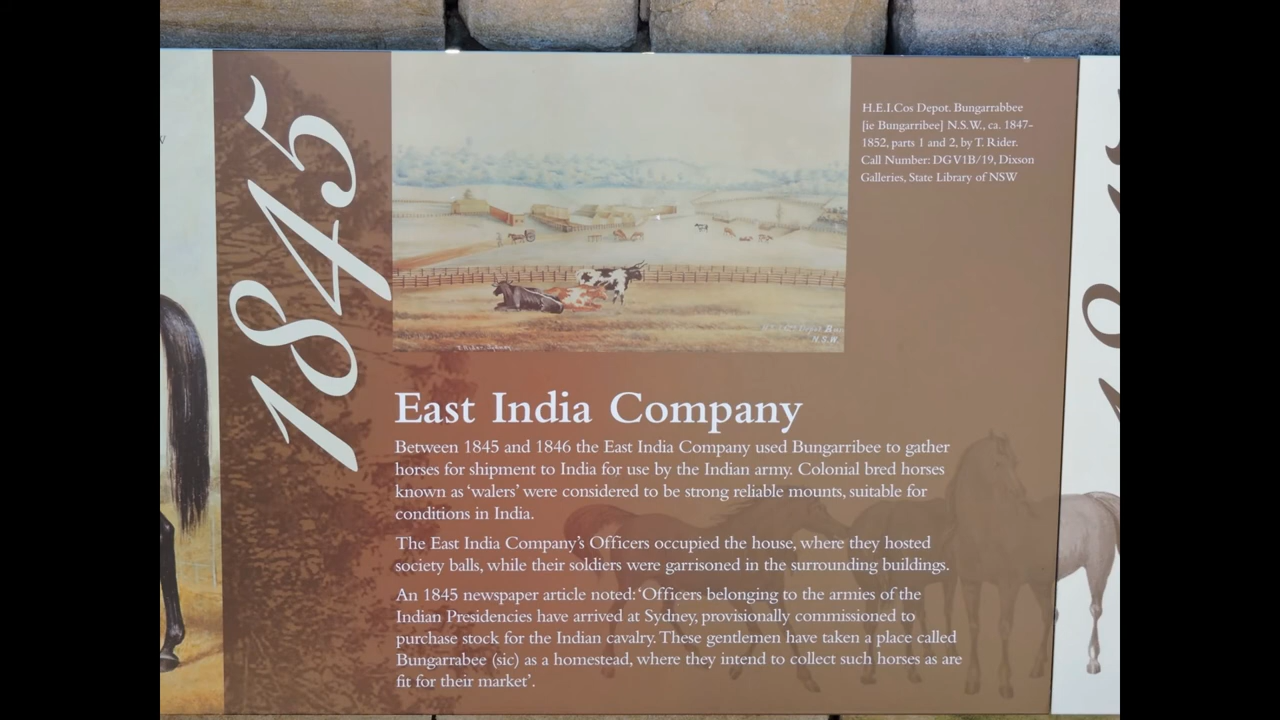 1845
H.E.I.Cos Depot. Bungarrabbee
[ie Bungarribee] N.S.W., ca. 1847-
1852, parts 1 and 2, by T. Rider.
Call Number: DGV1B/19, Dixson
Galleries, State Library of NSW
N.S.W.
East India Company
Between 1845 and 1846 the East India Company used Bungarribee to gather
horses for shipment to India for use by the Indian army. Colonial bred horses
known as ‘walers’ were considered to be strong reliable mounts, suitable for
conditions in India.
The East India Company’s Officers occupied the house, where they hosted
society balls, while their soldiers were garrisoned in the surrounding buildings.
An 1845 newspaper article noted: ‘Officers belonging to the armies of the
Indian Presidencies have arrived at Sydney, provisionally commissioned to
purchase stock for the Indian cavalry. These gentlemen have taken a place called
Bungarrabee (sic) as a homestead, where they intend to collect such horses as are
fit for their market’.